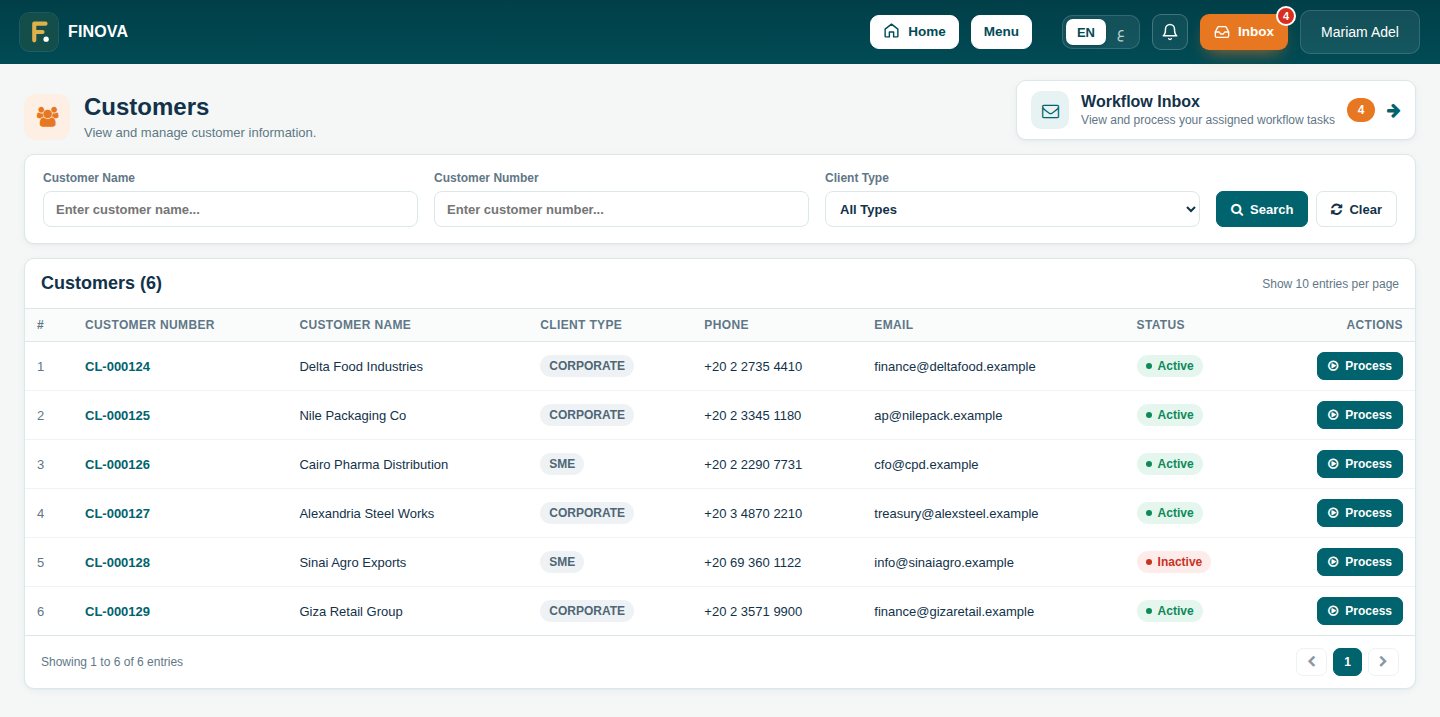 F. FINOVA Home Menu EN ع Inbox 4 Mariam Adel
Customers
View and manage customer information.
Workflow Inbox
View and process your assigned workflow tasks
4
Customer Name Customer Number Client Type
Enter customer name... Enter customer number... All Types Search Clear
Customers (6) Show 10 entries per page
# CUSTOMER NUMBER CUSTOMER NAME CLIENT TYPE PHONE EMAIL STATUS ACTIONS
1 CL-000124 Delta Food Industries CORPORATE +20 2 2735 4410 finance@deltafood.example Active Process
2 CL-000125 Nile Packaging Co CORPORATE +20 2 3345 1180 ap@nilepack.example Active Process
3 CL-000126 Cairo Pharma Distribution SME +20 2 2290 7731 cfo@cpd.example Active Process
4 CL-000127 Alexandria Steel Works CORPORATE +20 3 4870 2210 treasury@alexsteel.example Active Process
5 CL-000128 Sinai Agro Exports SME +20 69 360 1122 info@sinaiagro.example Inactive Process
6 CL-000129 Giza Retail Group CORPORATE +20 2 3571 9900 finance@gizaretail.example Active Process
Showing 1 to 6 of 6 entries 1